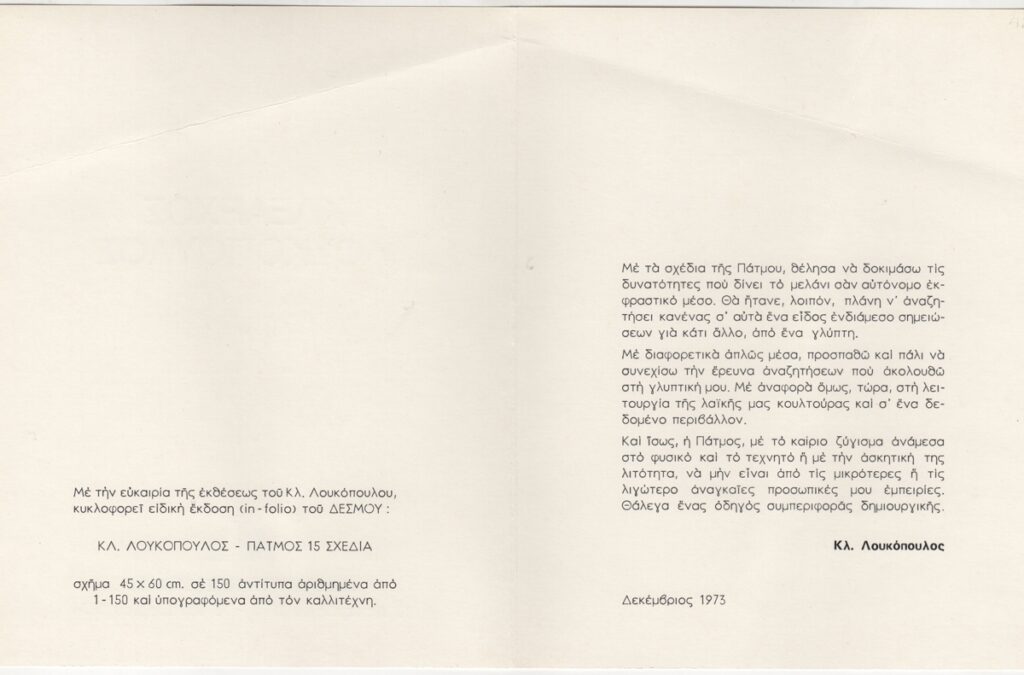 Μὲ τὴν εὐκαιρία τῆς ἐκθέσεως τοῦ Κλ. Λουκόπουλου,
κυκλοφορεῖ εἰδικὴ ἔκδοση (in-folio) τοῦ ΔΕΣΜΟΥ :
ΚΛ. ΛΟΥΚΟΠΟΥΛΟΣ - ΠΑΤΜΟΣ 15 ΣΧΕΔΙΑ
σχῆμα 45 × 60 cm. σὲ 150 ἀντίτυπα ἀριθμημένα ἀπὸ
1-150 καὶ ὑπογραφόμενα ἀπὸ τὸν καλλιτέχνη.
Μὲ τὰ σχέδια τῆς Πάτμου, θέλησα νὰ δοκιμάσω τὶς
δυνατότητες ποὺ δίνει τὸ μελάνι σὰν αὐτόνομο ἐκ-
φραστικὸ μέσο. Θὰ ἤτανε, λοιπόν, πλάνη ν' ἀναζη-
τήσει κανένας σ' αὐτὰ ἕνα εἶδος ἐνδιάμεσο σημειώ-
σεων γιὰ κάτι ἄλλο, ἀπὸ ἕνα γλύπτη.
Μὲ διαφορετικὰ ἁπλῶς μέσα, προσπαθῶ καὶ πάλι νὰ
συνεχίσω τὴν ἔρευνα ἀναζητήσεων ποὺ ἀκολουθῶ
στὴ γλυπτική μου. Μὲ ἀναφορὰ ὅμως, τώρα, στὴ λει-
τουργία τῆς λαϊκῆς μας κουλτούρας καὶ σ' ἕνα δε-
δομένο περιβάλλον.
Καὶ ἴσως, ἡ Πάτμος, μὲ τὸ καίριο ζύγισμα ἀνάμεσα
στὸ φυσικὸ καὶ τὸ τεχνητὸ ἢ μὲ τὴν ἀσκητική της
λιτότητα, νὰ μὴν εἶναι ἀπὸ τὶς μικρότερες ἢ τὶς
λιγώτερο ἀναγκαῖες προσωπικές μου ἐμπειρίες.
Θάλεγα ἕνας ὁδηγὸς συμπεριφορᾶς δημιουργικῆς.
Κλ. Λουκόπουλος
Δεκέμβριος 1973